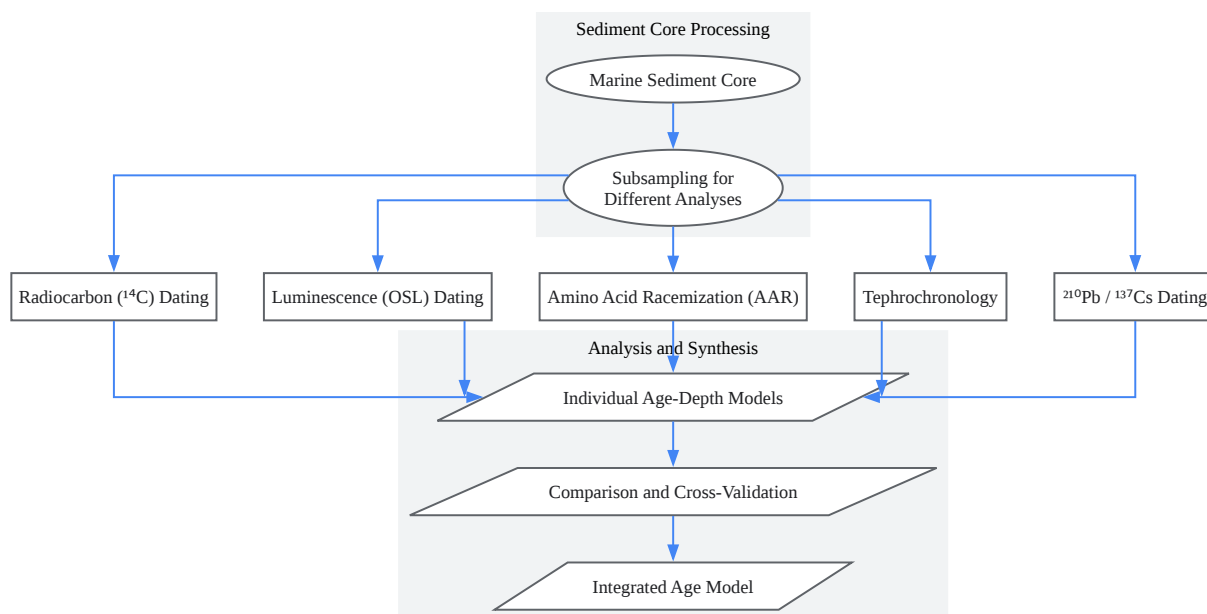 Sediment Core Processing
Marine Sediment Core
Subsampling for
Different Analyses
Radiocarbon (¹⁴C) Dating
Luminescence (OSL) Dating
Amino Acid Racemization (AAR)
Tephrochronology
²¹⁰Pb / ¹³⁷Cs Dating
Analysis and Synthesis
Individual Age-Depth Models
Comparison and Cross-Validation
Integrated Age Model